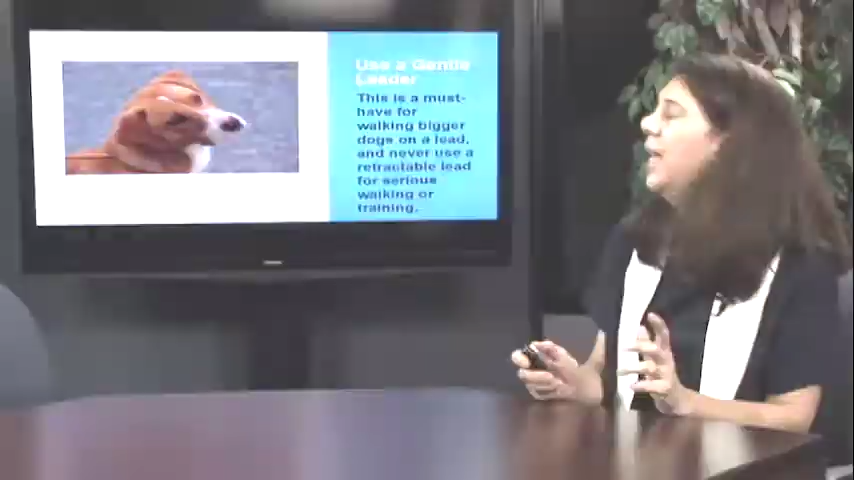 Use a Gentle
Leader
This is a must-
have for
walking bigger
dogs on a lead,
and never use a
retractable lead
for serious
walking or
training.